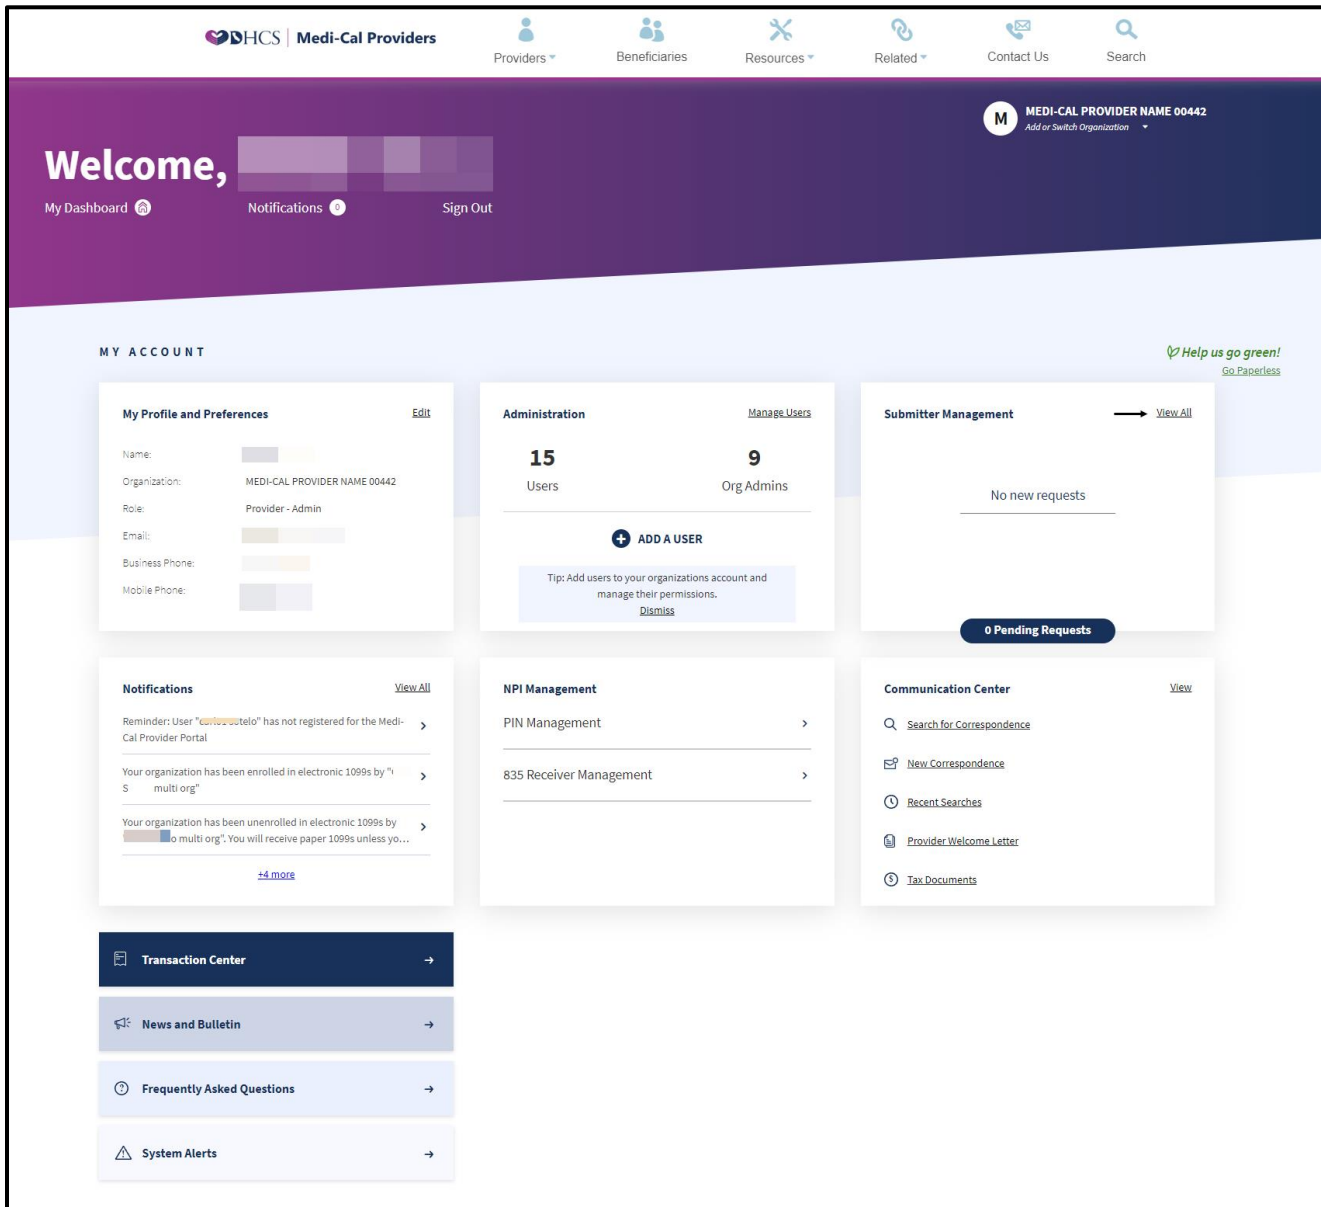 DHCS | Medi-Cal Providers
Providers
Beneficiaries
Resources
Related
Contact Us
Search
M
MEDI-CAL PROVIDER NAME 00442
Add or Switch Organization
Welcome,
My Dashboard
Notifications 0
Sign Out
MY ACCOUNT
Help us go green!
Go Paperless
My Profile and Preferences
Edit
Name:
Organization: MEDI-CAL PROVIDER NAME 00442
Role: Provider - Admin
Email:
Business Phone:
Mobile Phone:
Administration
Manage Users
15
Users
9
Org Admins
ADD A USER
Tip: Add users to your organizations account and
manage their permissions.
Dismiss
Submitter Management
View All
No new requests
0 Pending Requests
Notifications
View All
Reminder: User " " has not registered for the Medi-
Cal Provider Portal
Your organization has been enrolled in electronic 1099s by "
S multi org"
Your organization has been unenrolled in electronic 1099s by
o multi org". You will receive paper 1099s unless yo...
+4 more
NPI Management
PIN Management
835 Receiver Management
Communication Center
View
Search for Correspondence
New Correspondence
Recent Searches
Provider Welcome Letter
Tax Documents
Transaction Center
News and Bulletin
Frequently Asked Questions
System Alerts